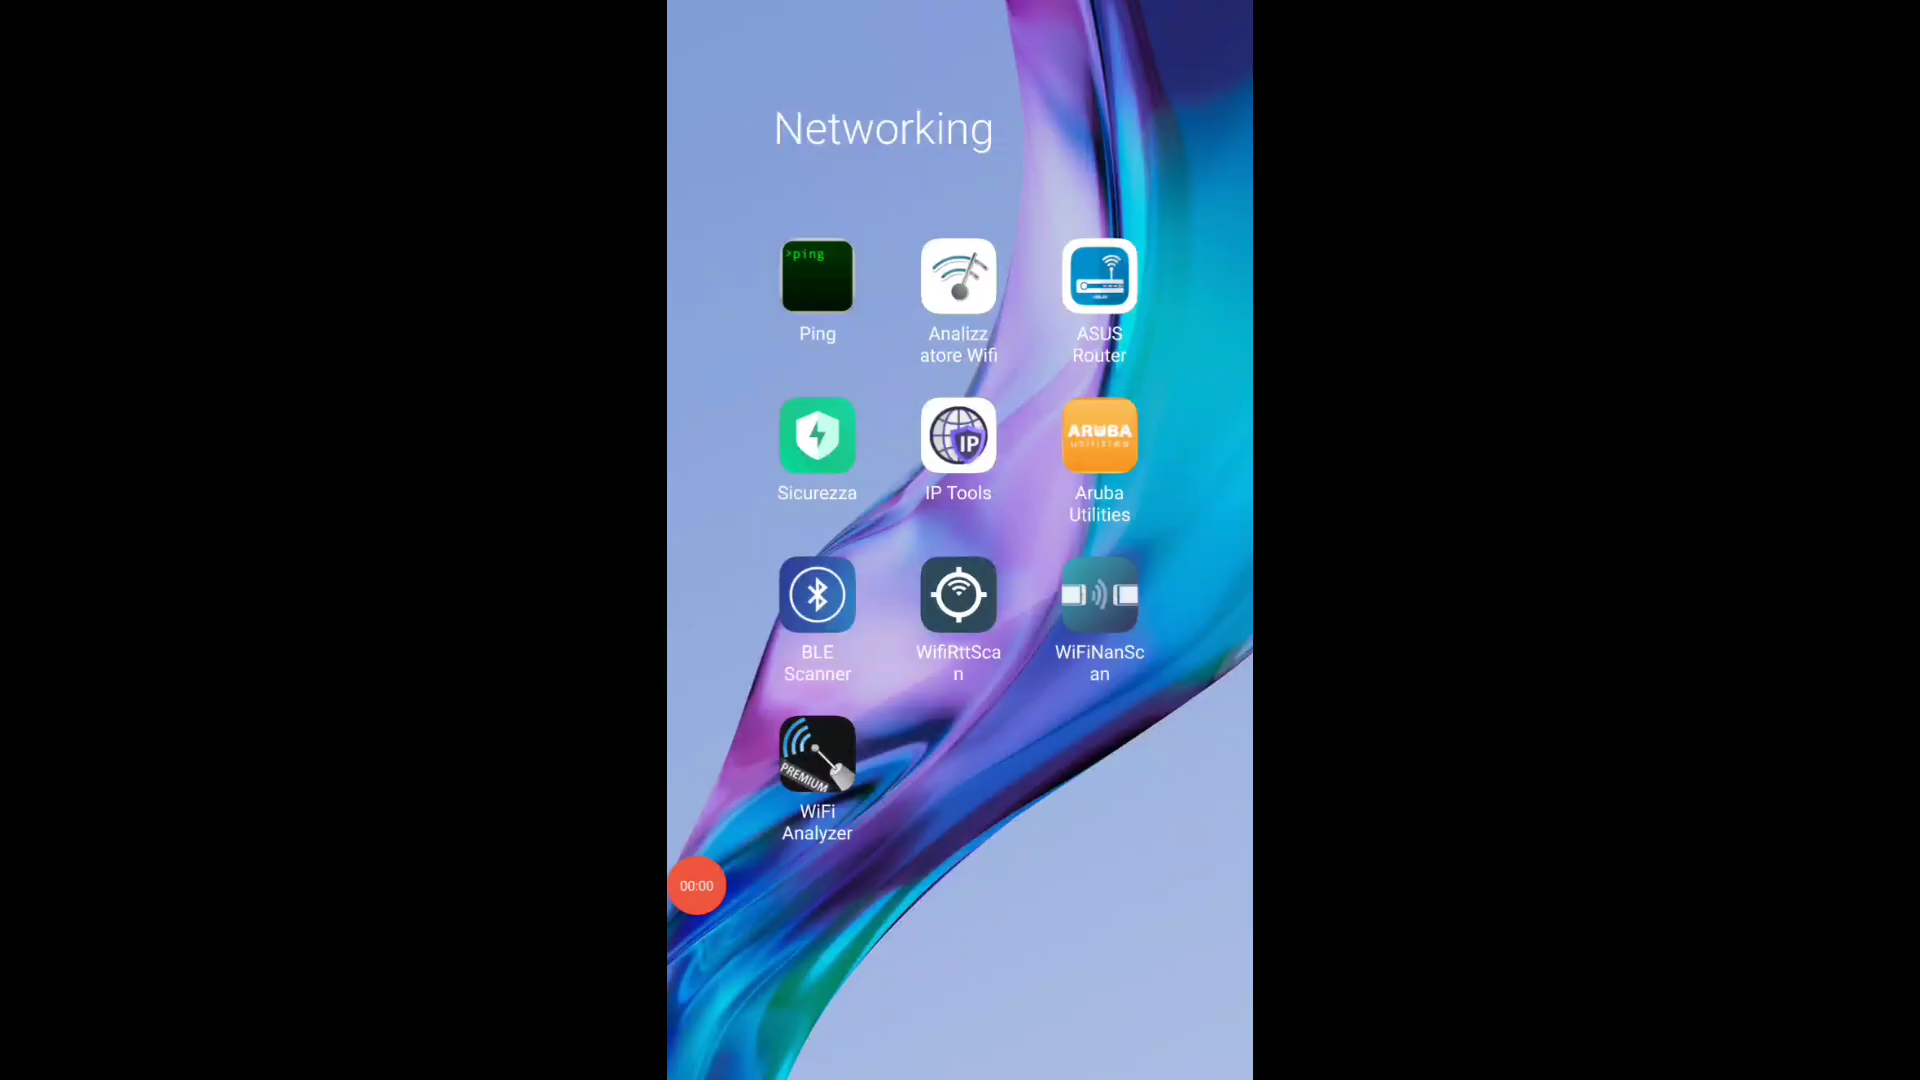 Networking
>ping
Ping
Analizz
atore Wifi
ASUS
Router
Sicurezza
IP
IP Tools
ARUBA
utilities
Aruba
Utilities
BLE
Scanner
WifiRttSca
n
WiFiNanSc
an
PREMIUM
WiFi
Analyzer
00:00